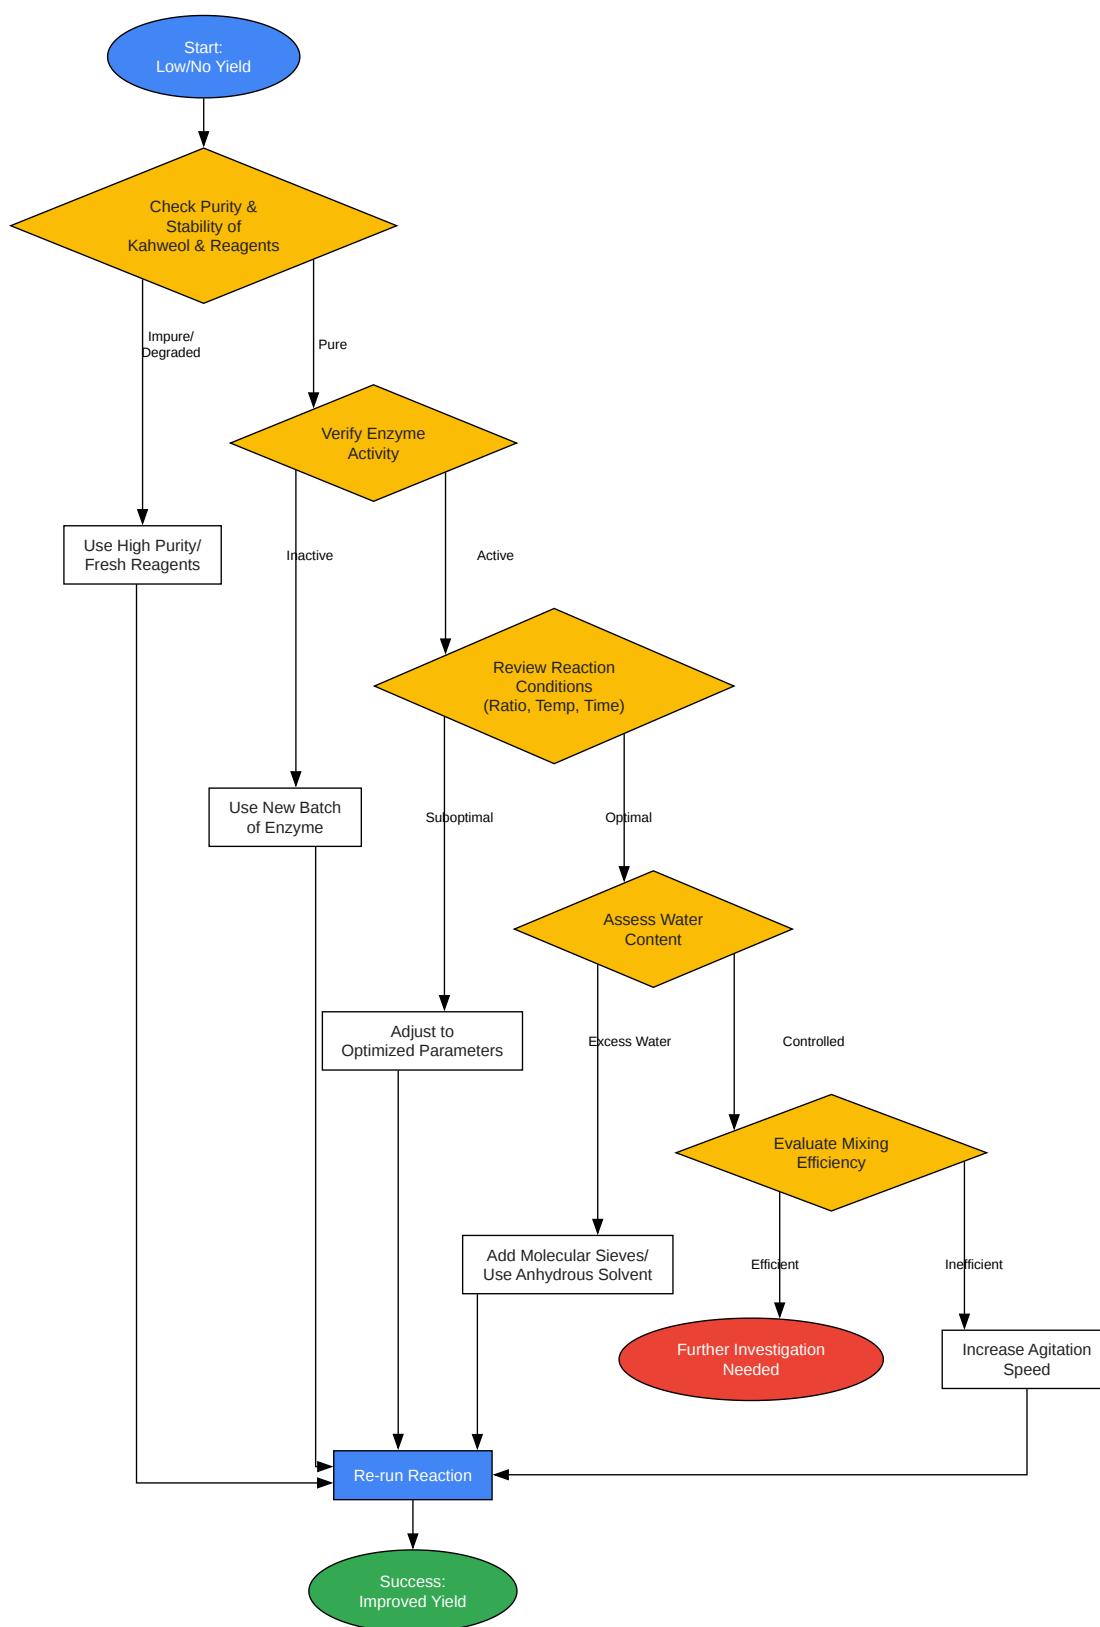 Start:
Low/No Yield
Check Purity &
Stability of
Kahweol & Reagents
Impure/
Degraded
Pure
Verify Enzyme
Activity
Use High Purity/
Fresh Reagents
Inactive
Active
Review Reaction
Conditions
(Ratio, Temp, Time)
Use New Batch
of Enzyme
Suboptimal
Optimal
Assess Water
Content
Adjust to
Optimized Parameters
Excess Water
Controlled
Evaluate Mixing
Efficiency
Add Molecular Sieves/
Use Anhydrous Solvent
Efficient
Inefficient
Further Investigation
Needed
Increase Agitation
Speed
Re-run Reaction
Success:
Improved Yield